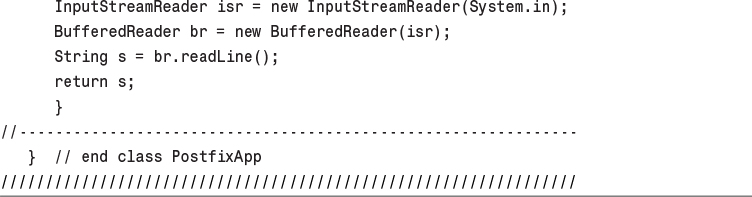 InputStreamReader isr = new InputStreamReader(System.in);
BufferedReader br = new BufferedReader(isr);
String s = br.readLine();
return s;
}
//--------------------------------------------------------------
}  // end class PostfixApp
////////////////////////////////////////////////////////////////